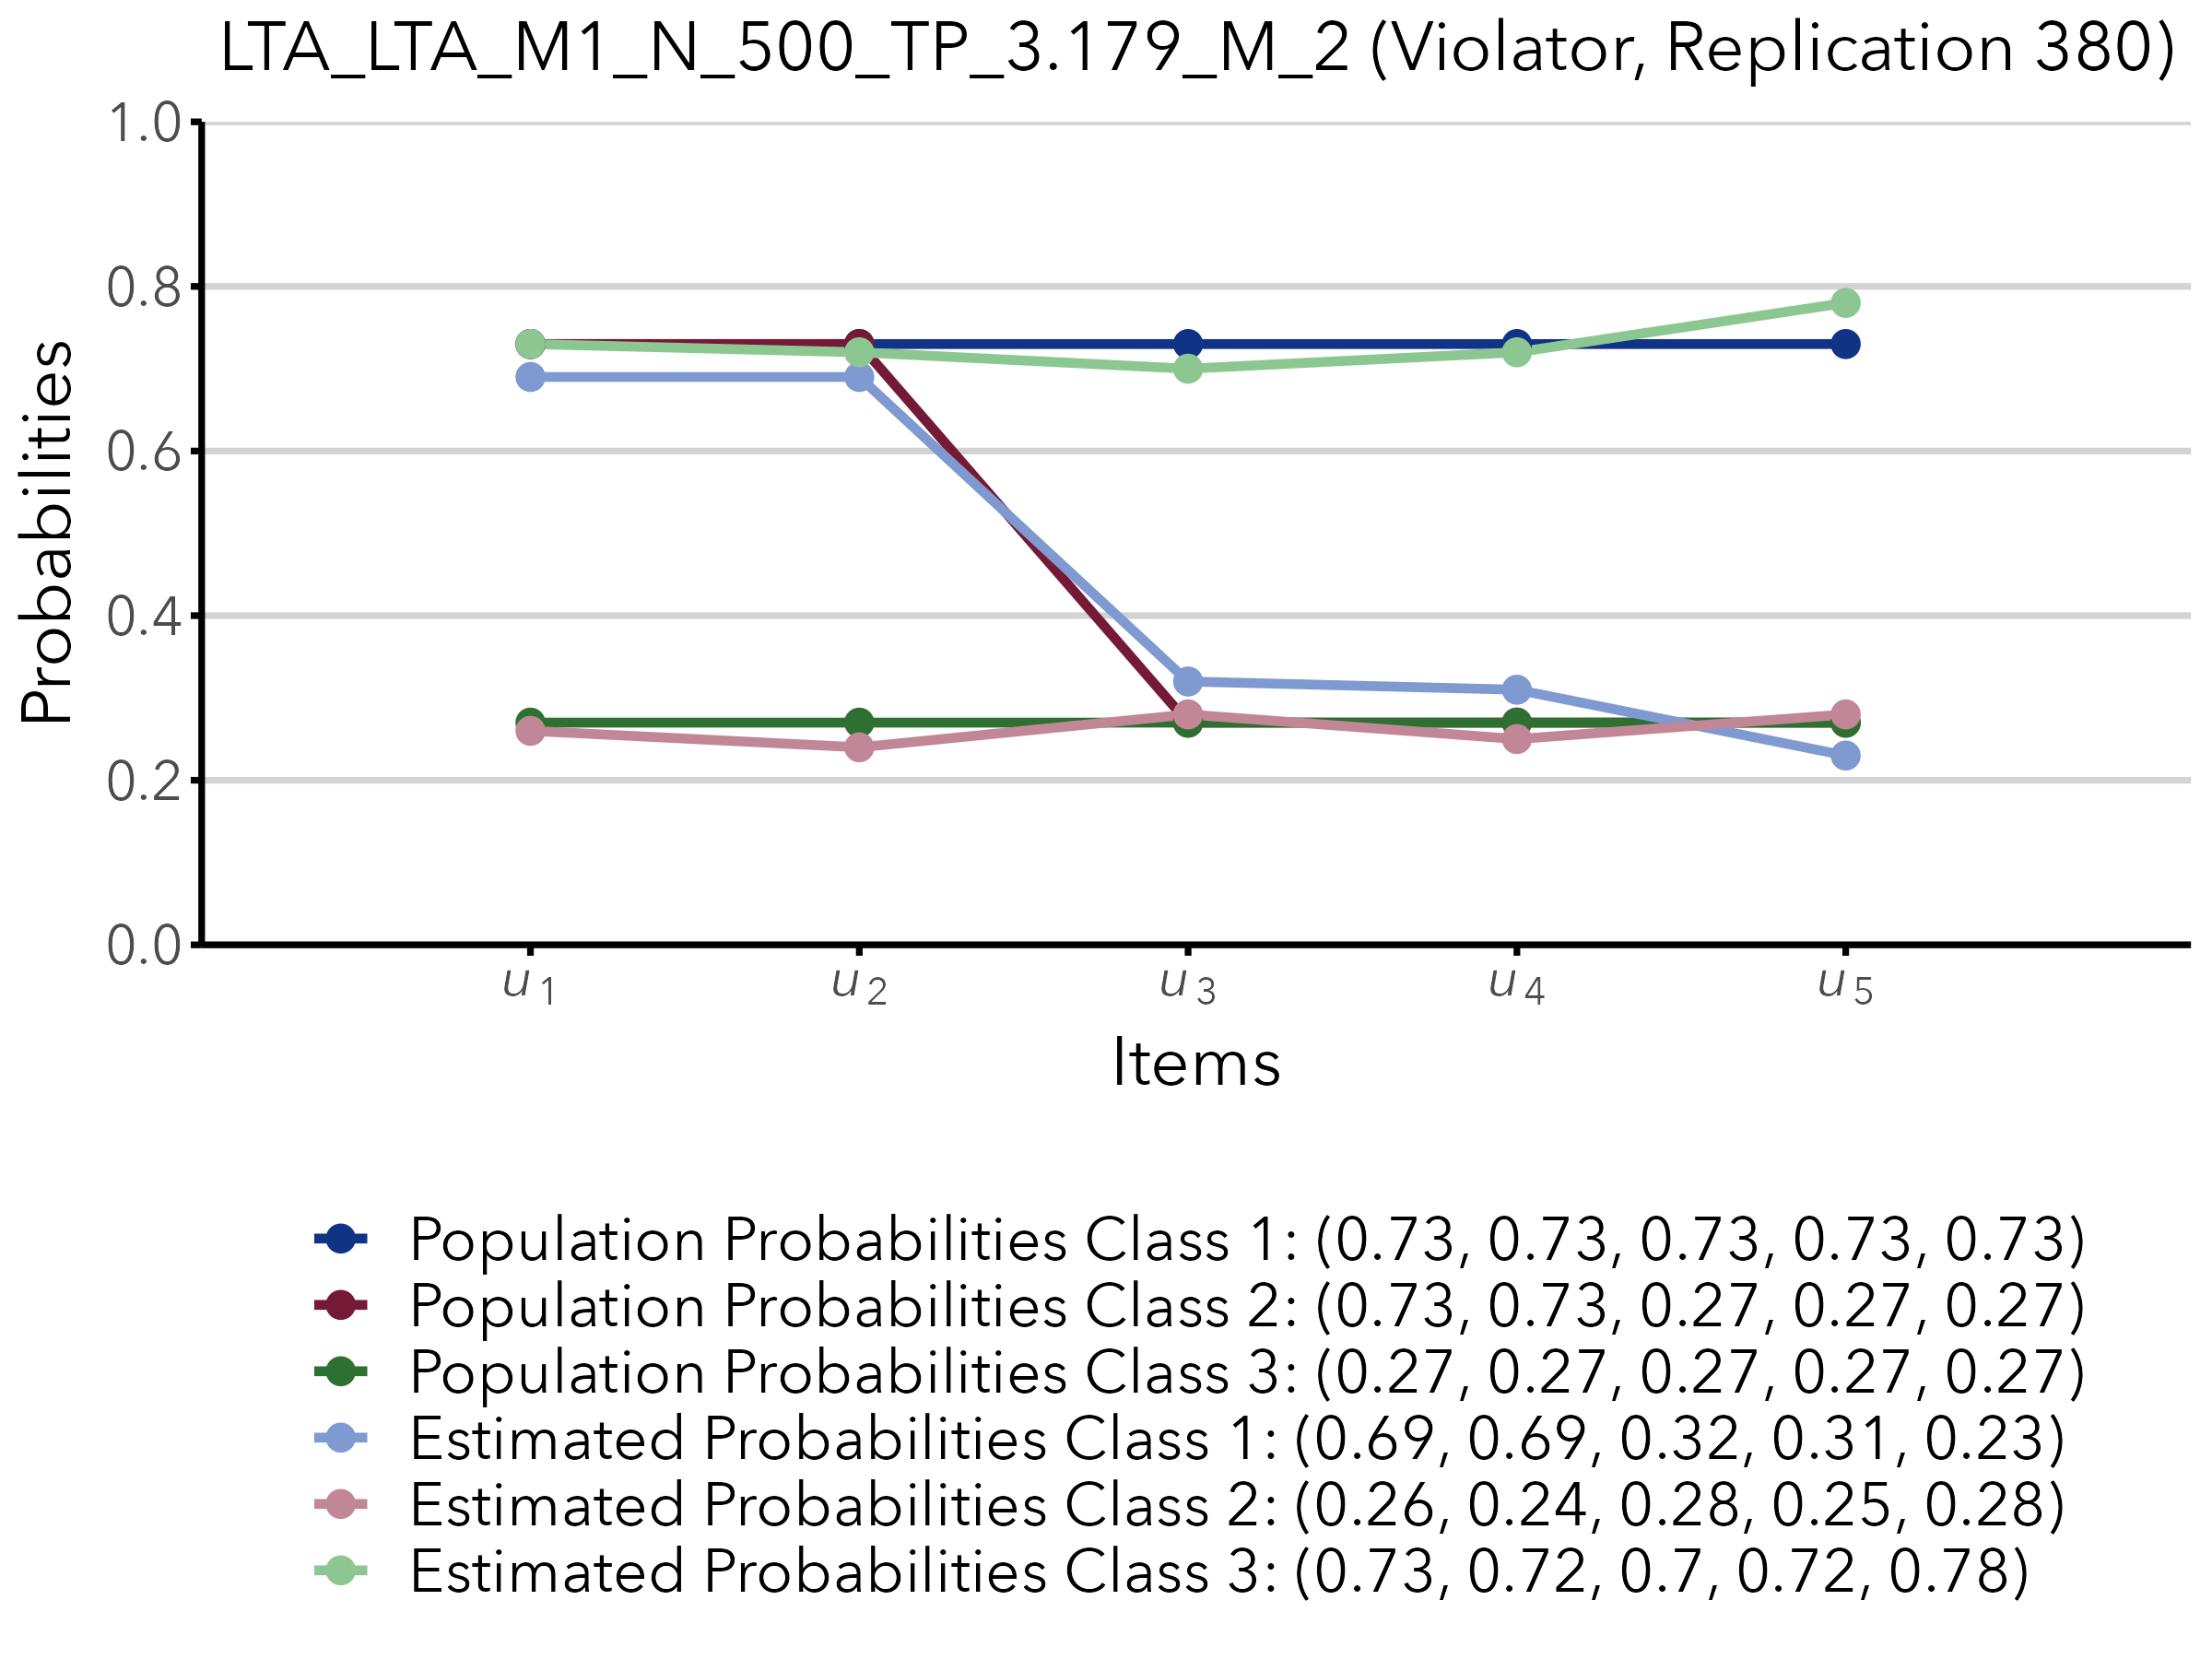 LTA_LTA_M1_N_500_TP_3.179_M_2 (Violator, Replication 380)
1.0
0.8
0.6
0.4
0.2
0.0
Probabilities
u1 u2 u3 u4 u5
Items
Population Probabilities Class 1: (0.73, 0.73, 0.73, 0.73, 0.73)
Population Probabilities Class 2: (0.73, 0.73, 0.27, 0.27, 0.27)
Population Probabilities Class 3: (0.27, 0.27, 0.27, 0.27, 0.27)
Estimated Probabilities Class 1: (0.69, 0.69, 0.32, 0.31, 0.23)
Estimated Probabilities Class 2: (0.26, 0.24, 0.28, 0.25, 0.28)
Estimated Probabilities Class 3: (0.73, 0.72, 0.7, 0.72, 0.78)